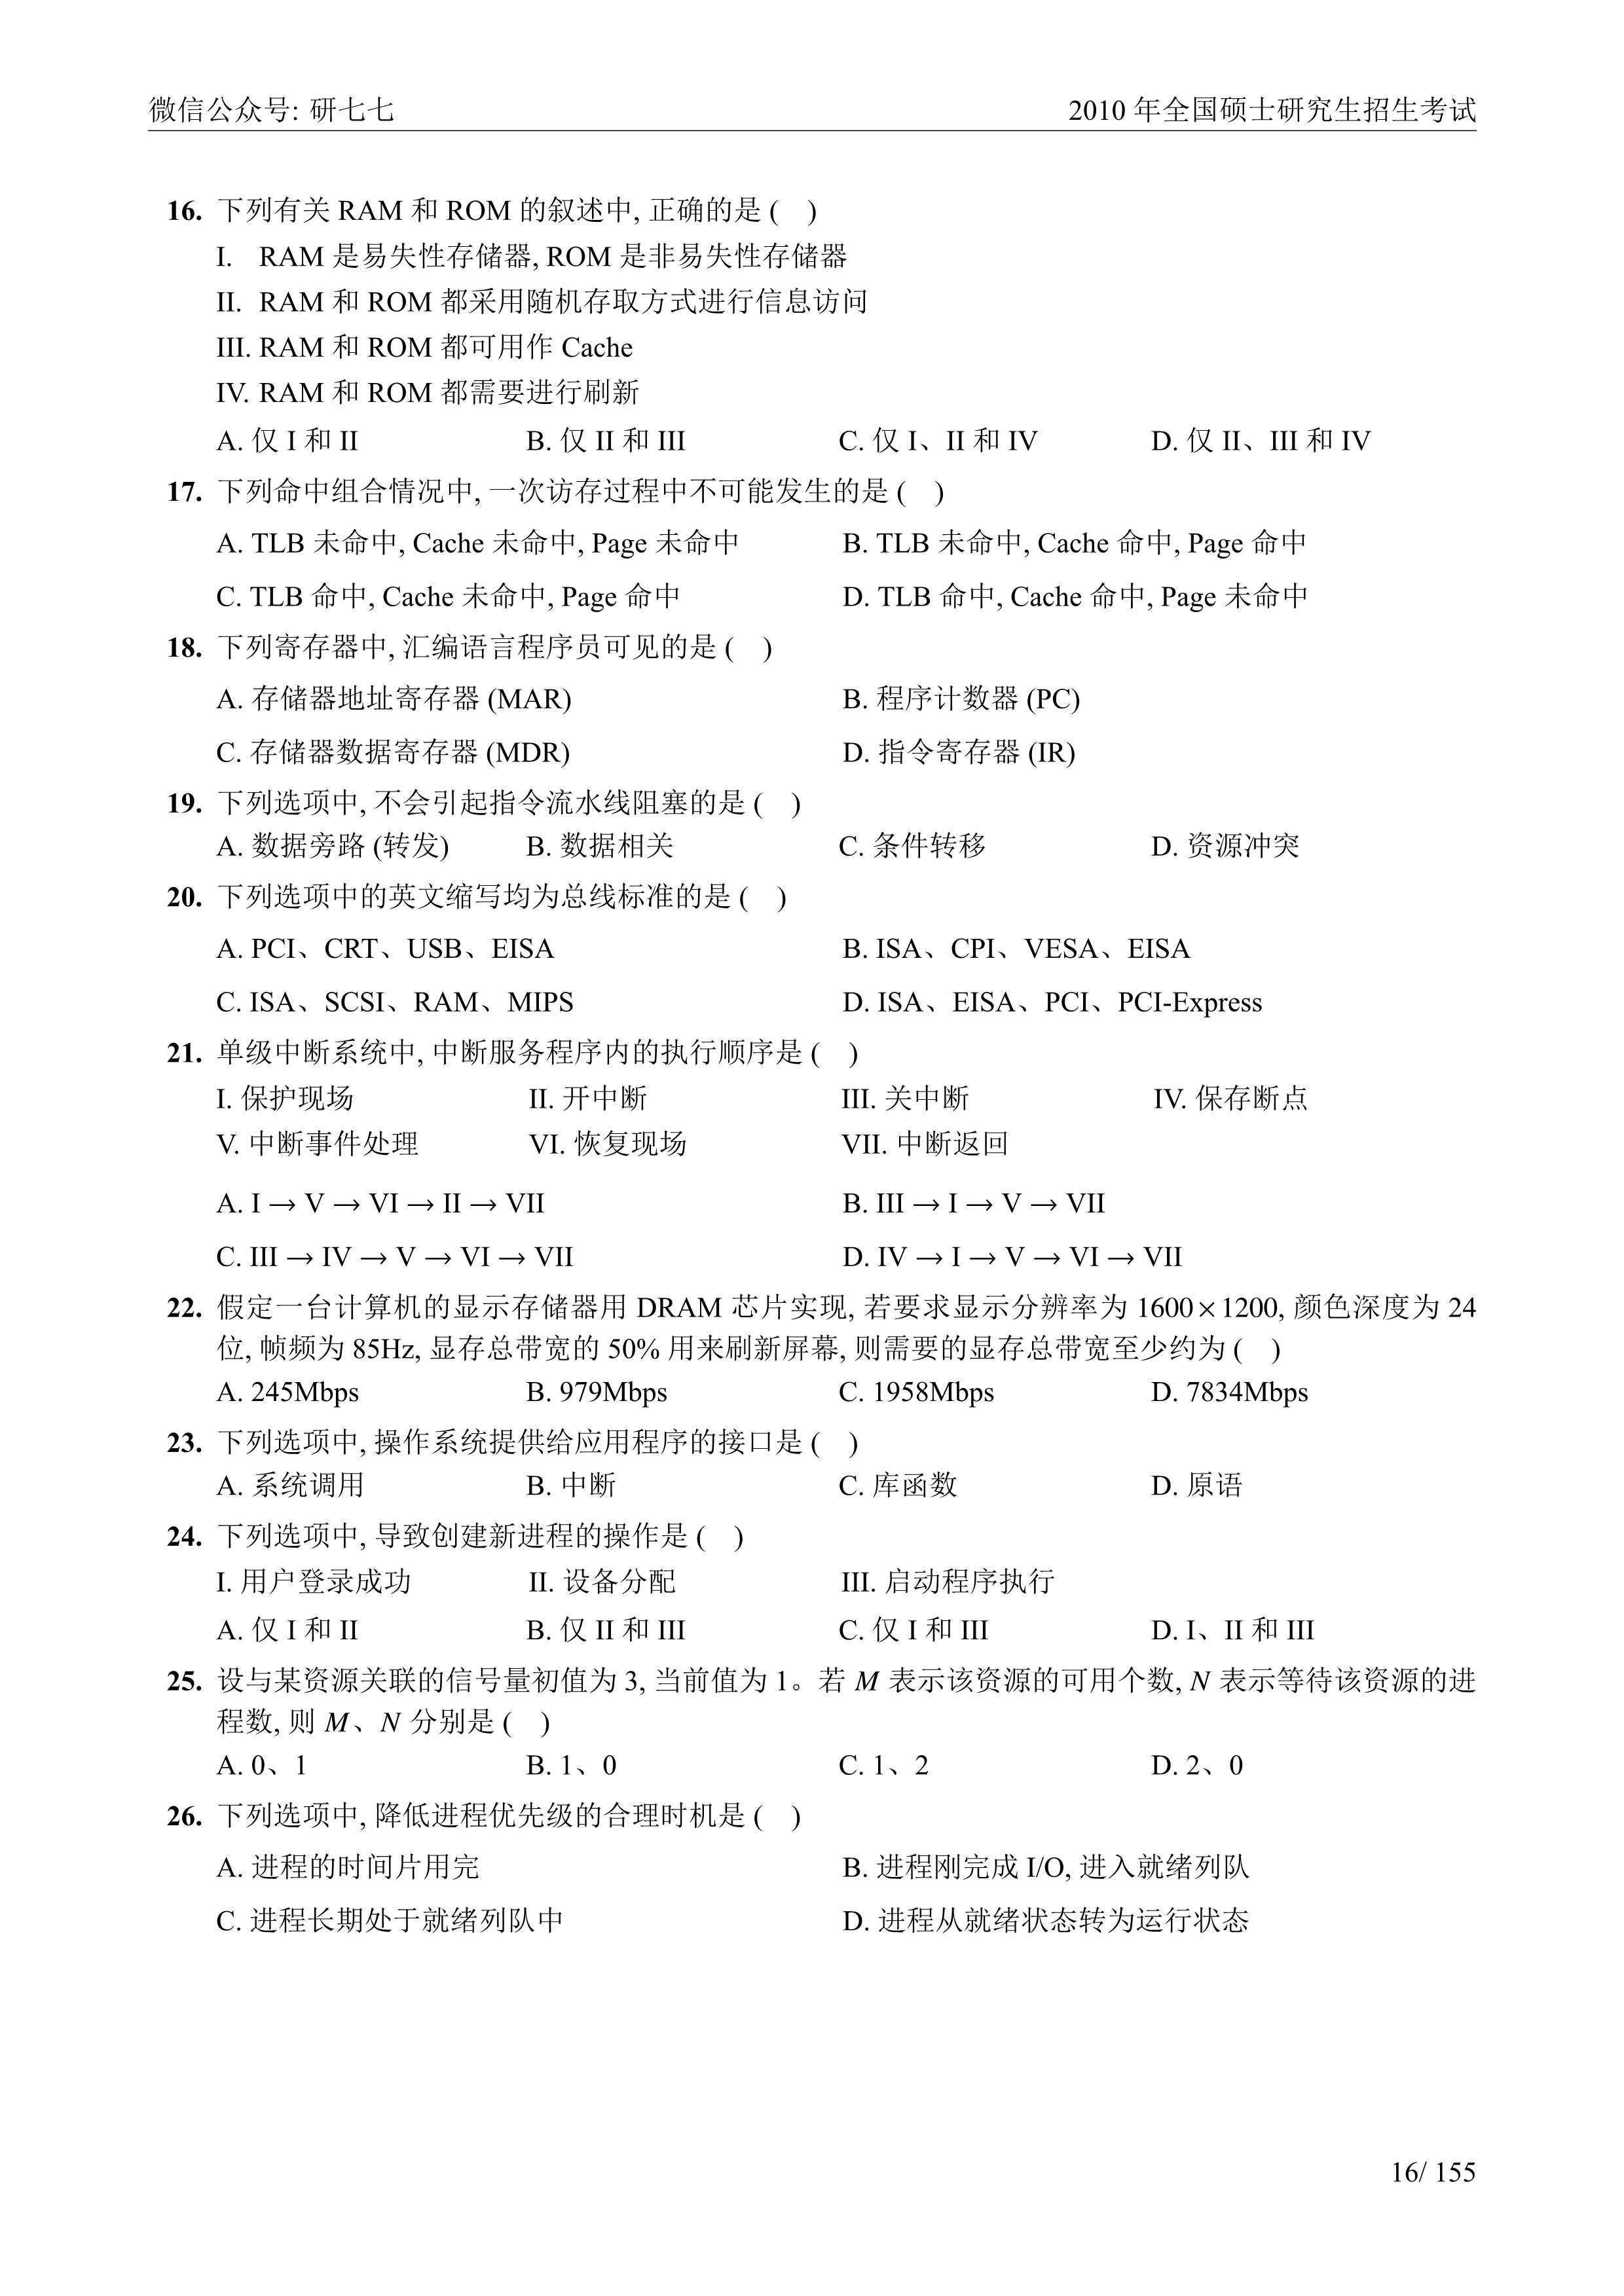 微信公众号: 研七七
2010 年全国硕士研究生招生考试
16. 下列有关 RAM 和 ROM 的叙述中, 正确的是 ( )
I. RAM 是易失性存储器, ROM 是非易失性存储器
II. RAM 和 ROM 都采用随机存取方式进行信息访问
III. RAM 和 ROM 都可用作 Cache
IV. RAM 和 ROM 都需要进行刷新
A. 仅 I 和 II B. 仅 II 和 III C. 仅 I、II 和 IV D. 仅 II、III 和 IV
17. 下列命中组合情况中, 一次访存过程中不可能发生的是 ( )
A. TLB 未命中, Cache 未命中, Page 未命中 B. TLB 未命中, Cache 命中, Page 命中
C. TLB 命中, Cache 未命中, Page 命中 D. TLB 命中, Cache 命中, Page 未命中
18. 下列寄存器中, 汇编语言程序员可见的是 ( )
A. 存储器地址寄存器 (MAR) B. 程序计数器 (PC)
C. 存储器数据寄存器 (MDR) D. 指令寄存器 (IR)
19. 下列选项中, 不会引起指令流水线阻塞的是 ( )
A. 数据旁路 (转发) B. 数据相关 C. 条件转移 D. 资源冲突
20. 下列选项中的英文缩写均为总线标准的是 ( )
A. PCI、CRT、USB、EISA B. ISA、CPI、VESA、EISA
C. ISA、SCSI、RAM、MIPS D. ISA、EISA、PCI、PCI-Express
21. 单级中断系统中, 中断服务程序内的执行顺序是 ( )
I. 保护现场 II. 开中断 III. 关中断 IV. 保存断点
V. 中断事件处理 VI. 恢复现场 VII. 中断返回
A. I → V → VI → II → VII B. III → I → V → VII
C. III → IV → V → VI → VII D. IV → I → V → VI → VII
22. 假定一台计算机的显示存储器用 DRAM 芯片实现, 若要求显示分辨率为 1600×1200, 颜色深度为 24
位, 帧频为 85Hz, 显存总带宽的 50% 用来刷新屏幕, 则需要的显存总带宽至少约为 ( )
A. 245Mbps B. 979Mbps C. 1958Mbps D. 7834Mbps
23. 下列选项中, 操作系统提供给应用程序的接口是 ( )
A. 系统调用 B. 中断 C. 库函数 D. 原语
24. 下列选项中, 导致创建新进程的操作是 ( )
I. 用户登录成功 II. 设备分配 III. 启动程序执行
A. 仅 I 和 II B. 仅 II 和 III C. 仅 I 和 III D. I、II 和 III
25. 设与某资源关联的信号量初值为 3, 当前值为 1。若 M 表示该资源的可用个数, N 表示等待该资源的进
程数, 则 M、N 分别是 ( )
A. 0、1 B. 1、0 C. 1、2 D. 2、0
26. 下列选项中, 降低进程优先级的合理时机是 ( )
A. 进程的时间片用完 B. 进程刚完成 I/O, 进入就绪列队
C. 进程长期处于就绪列队中 D. 进程从就绪状态转为运行状态
16/ 155